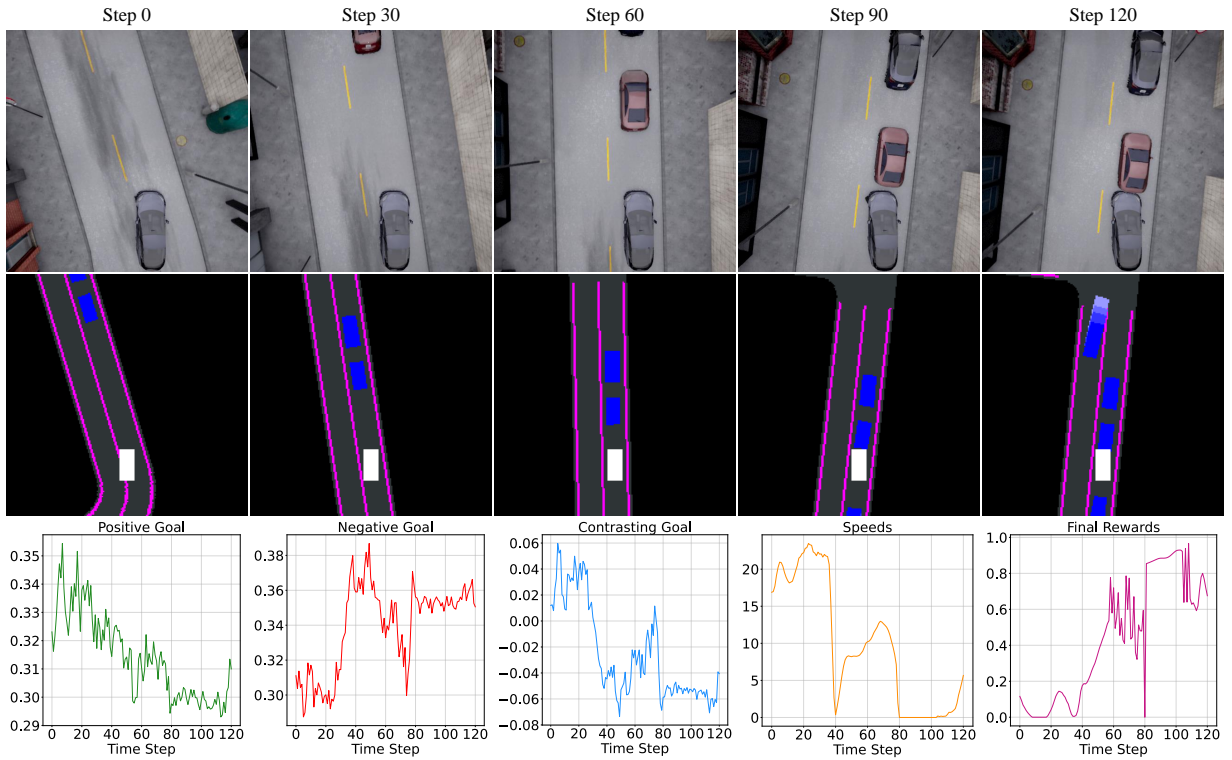 Step 0 Step 30 Step 60 Step 90 Step 120
Positive Goal Negative Goal Contrasting Goal Speeds Final Rewards
0.35
0.34
0.33
0.32
0.31
0.30
0.29
0 20 40 60 80 100 120
Time Step
0.38
0.36
0.34
0.32
0.30
0 20 40 60 80 100 120
Time Step
0.06
0.04
0.02
0.00
−0.02
−0.04
−0.06
−0.08
0 20 40 60 80 100 120
Time Step
20
15
10
5
0
0 20 40 60 80 100 120
Time Step
1.0
0.8
0.6
0.4
0.2
0.0
0 20 40 60 80 100 120
Time Step